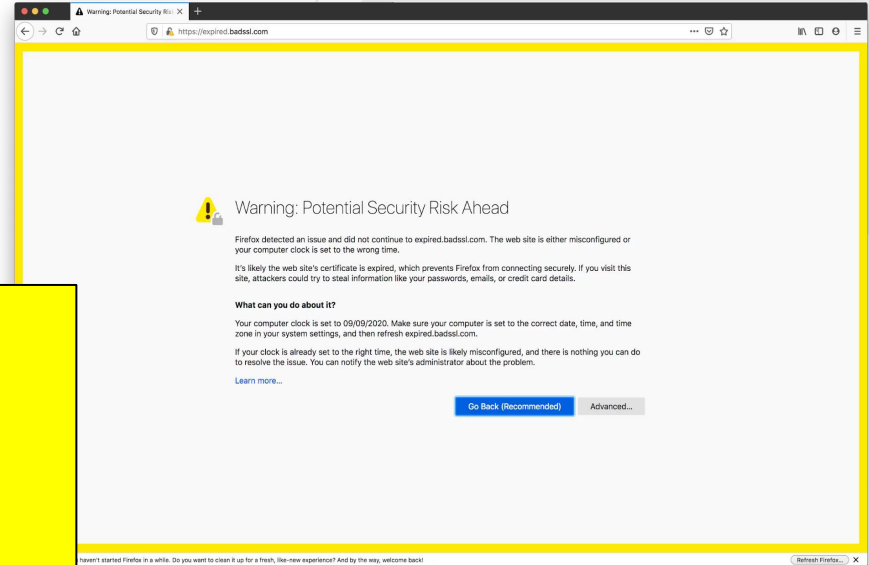 Warning: Potential Security Ris
https://expired.badssl.com
Warning: Potential Security Risk Ahead
Firefox detected an issue and did not continue to expired.badssl.com. The web site is either misconfigured or
your computer clock is set to the wrong time.
It's likely the web site's certificate is expired, which prevents Firefox from connecting securely. If you visit this
site, attackers could try to steal information like your passwords, emails, or credit card details.
What can you do about it?
Your computer clock is set to 09/09/2020. Make sure your computer is set to the correct date, time, and time
zone in your system settings, and then refresh expired.badssl.com.
If your clock is already set to the right time, the web site is likely misconfigured, and there is nothing you can do
to resolve the issue. You can notify the web site's administrator about the problem.
Learn more...
Go Back (Recommended) Advanced...
haven't started Firefox in a while. Do you want to clean it up for a fresh, like-new experience? And by the way, welcome back! Refresh Firefox...